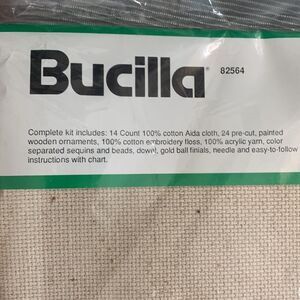 Bucilla® 82564
Complete kit includes: 14 Count 100% cotton Aida cloth, 24 pre-cut, painted
wooden ornaments, 100% cotton embroidery floss, 100% acrylic yarn, color
separated sequins and beads, dowel, gold ball finials, needle and easy-to-follow
instructions with chart.